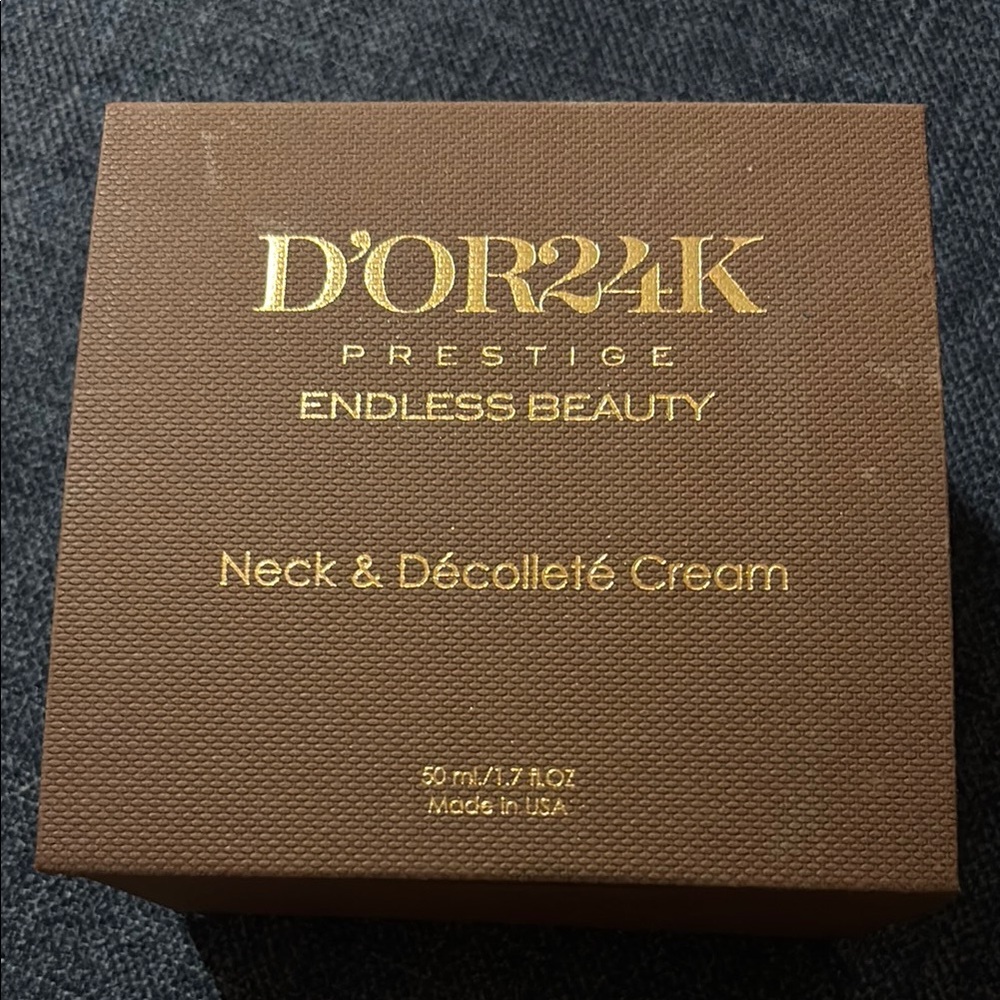 D'OR24K
PRESTIGE
ENDLESS BEAUTY
Neck & Décolleté Cream
50 ml./1.7 fl.OZ
Made in USA